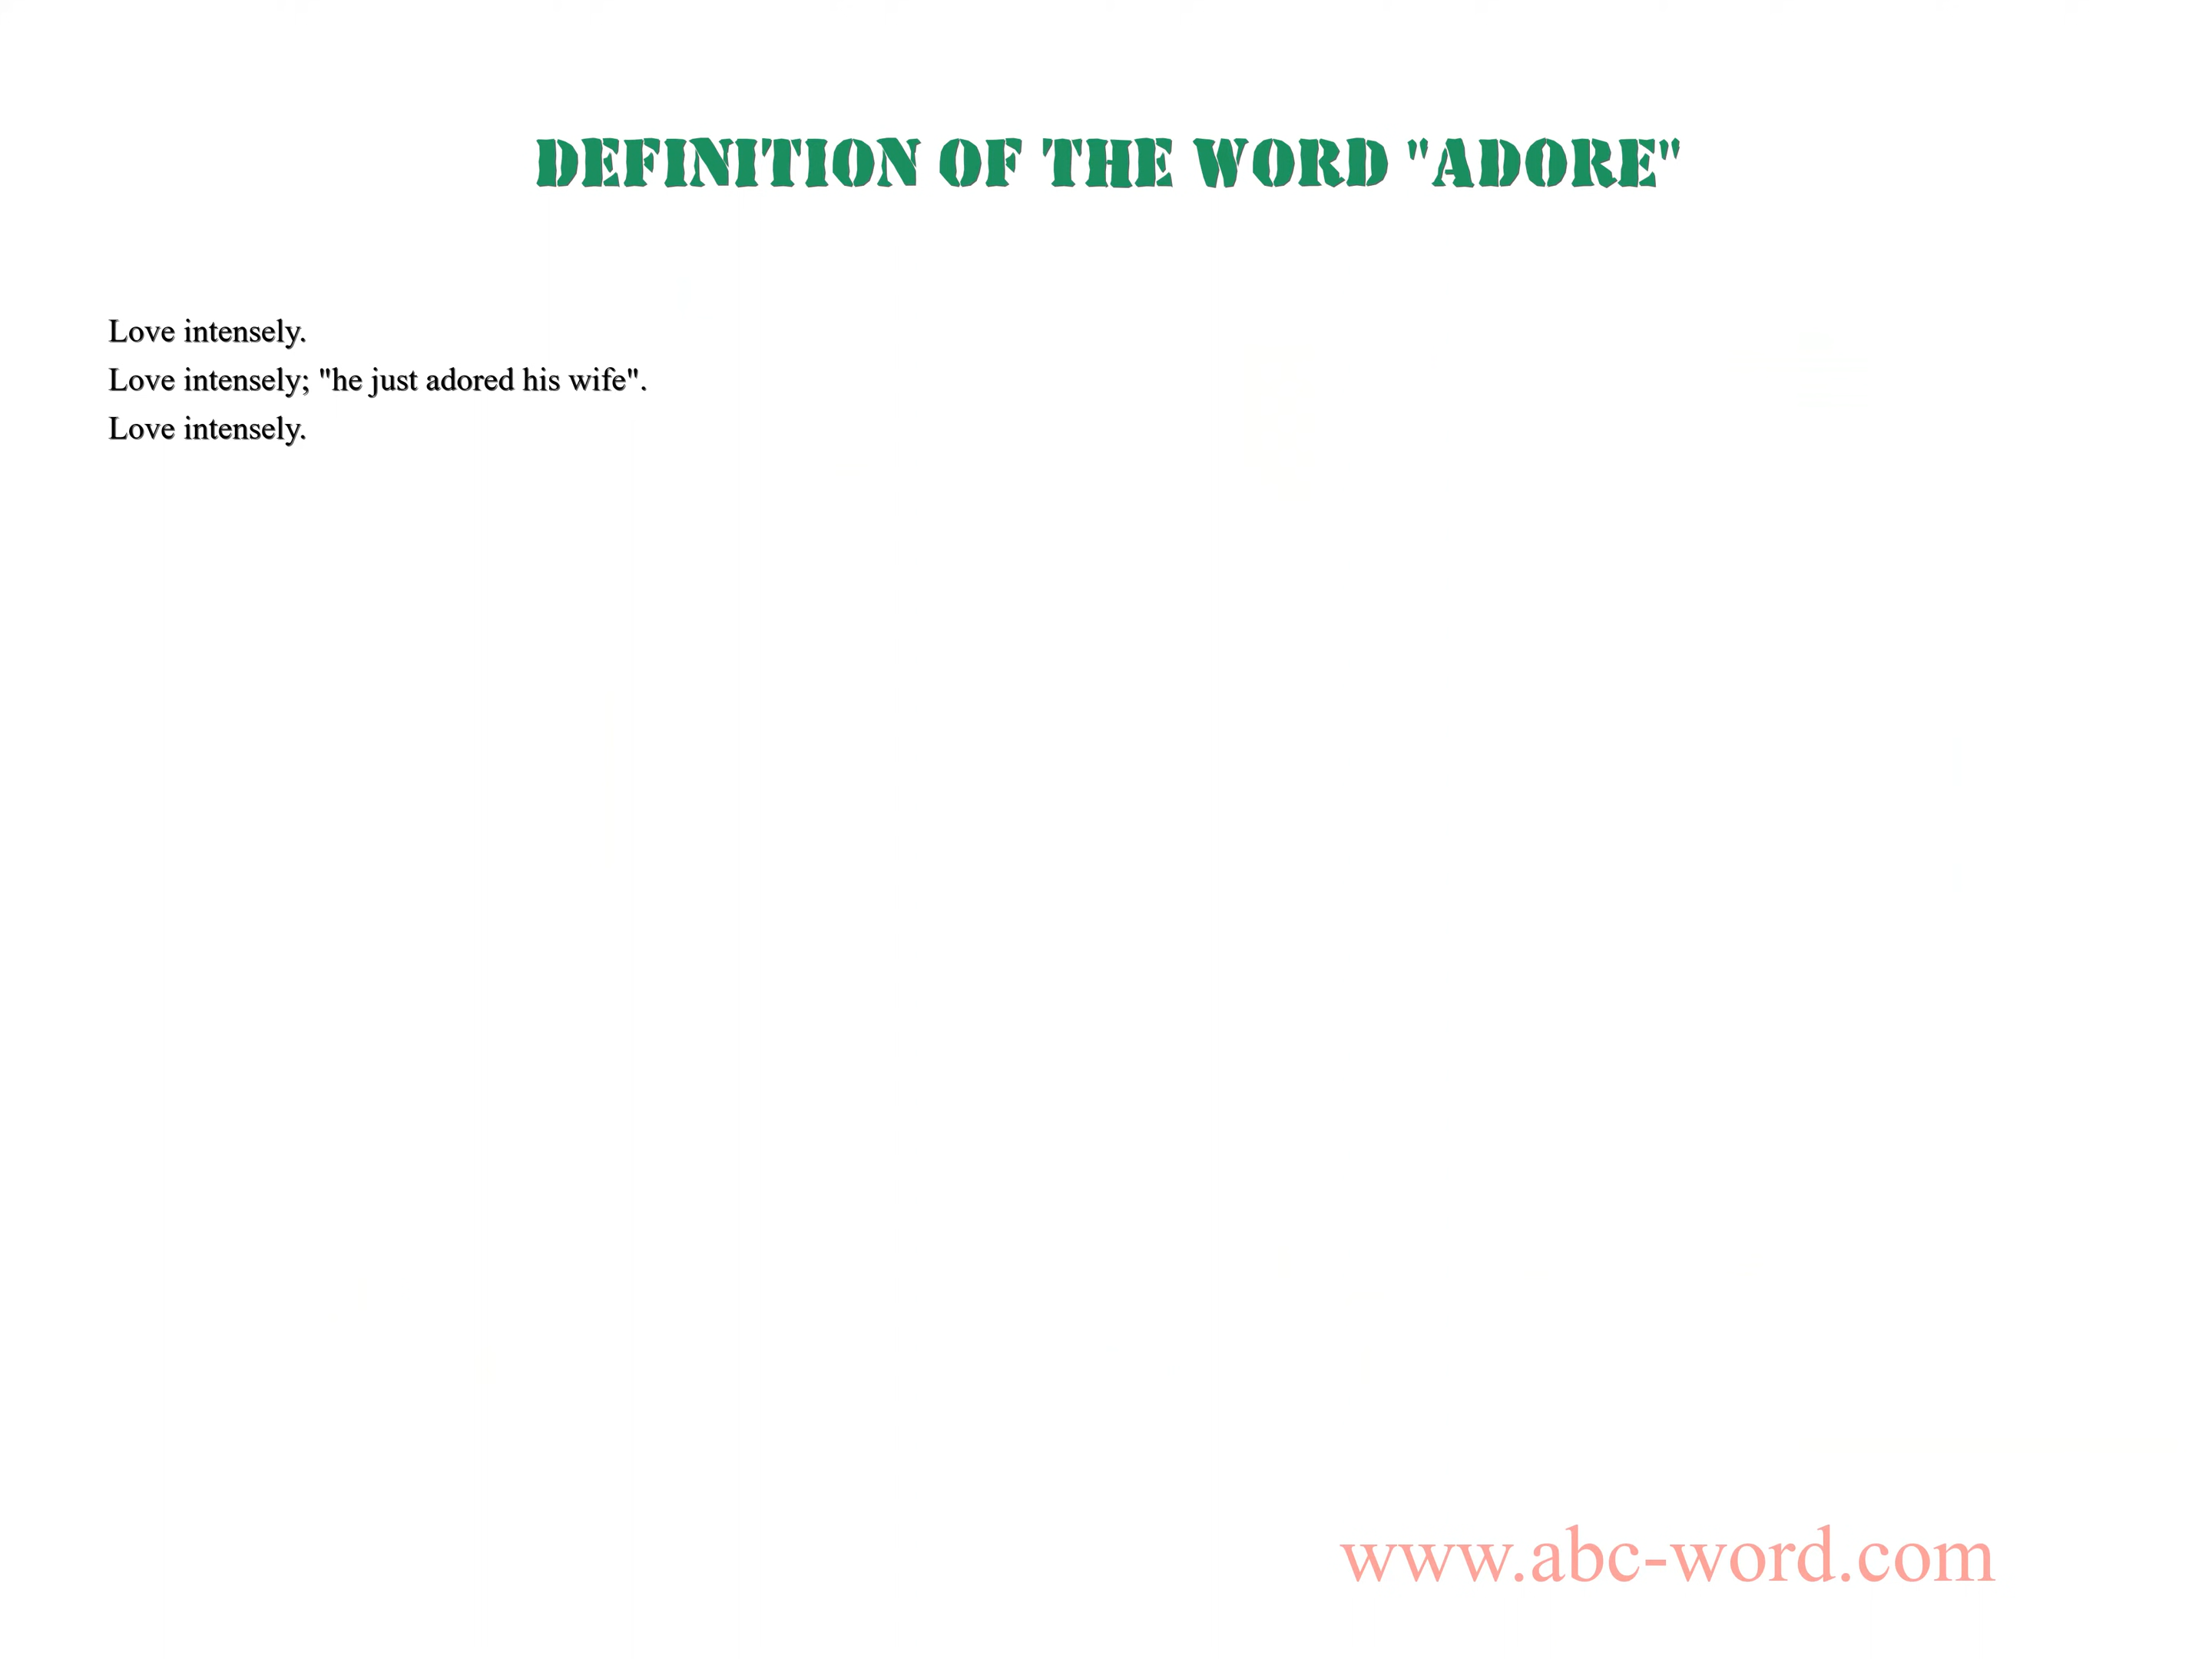 DEFINITION OF THE WORD "ADORE"
Love intensely.
Love intensely; "he just adored his wife".
Love intensely.
www.abc-word.com